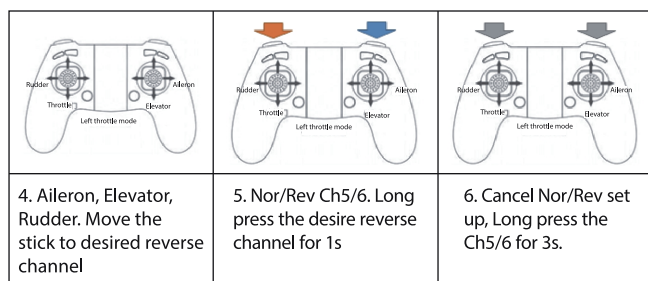 Rudder
Aileron
Throttle
Elevator
Left throttle mode
Rudder
Aileron
Throttle
Elevator
Left throttle mode
Rudder
Aileron
Throttle
Elevator
Left throttle mode
4. Aileron, Elevator,
Rudder. Move the
stick to desired reverse
channel
5. Nor/Rev Ch5/6. Long
press the desire reverse
channel for 1s
6. Cancel Nor/Rev set
up, Long press the
Ch5/6 for 3s.